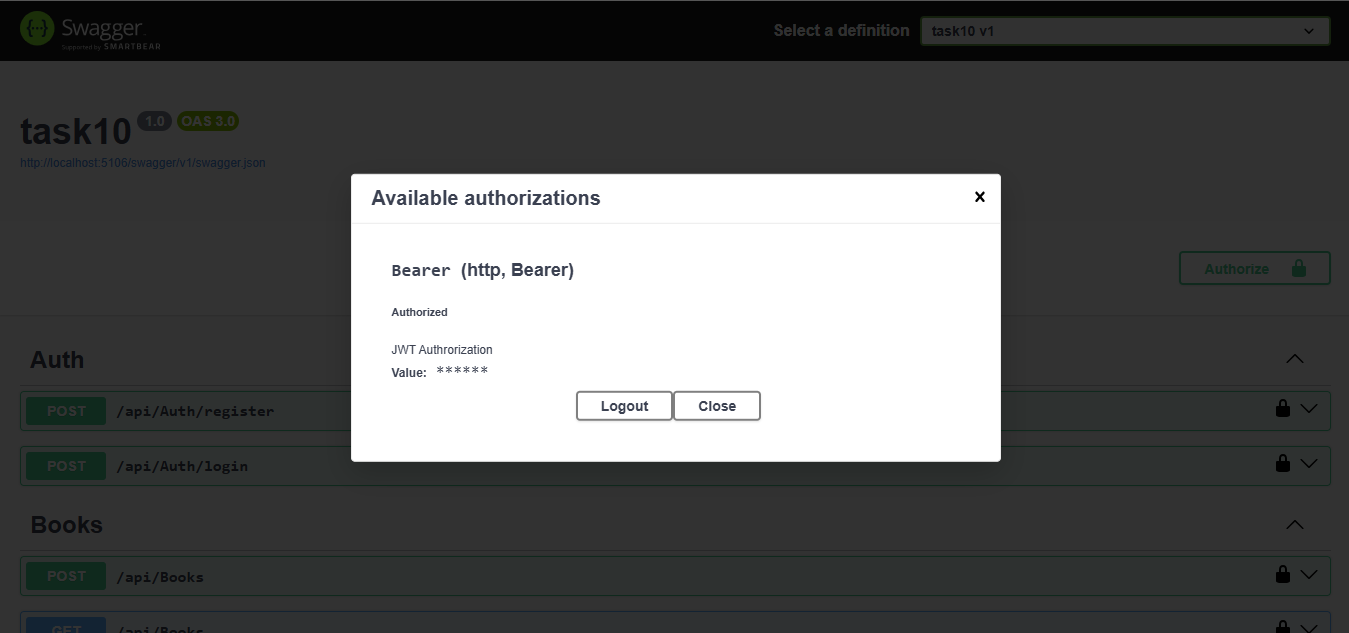 {···} Swagger.
Supported by SMARTBEAR
Select a definition
task10 v1
task10 1.0 OAS 3.0
http://localhost:5106/swagger/v1/swagger.json
Available authorizations
Bearer (http, Bearer)
Authorized
JWT Authrorization
Value: ******
Logout Close
Authorize
Auth
POST /api/Auth/register
POST /api/Auth/login
Books
POST /api/Books
GET /api/Books